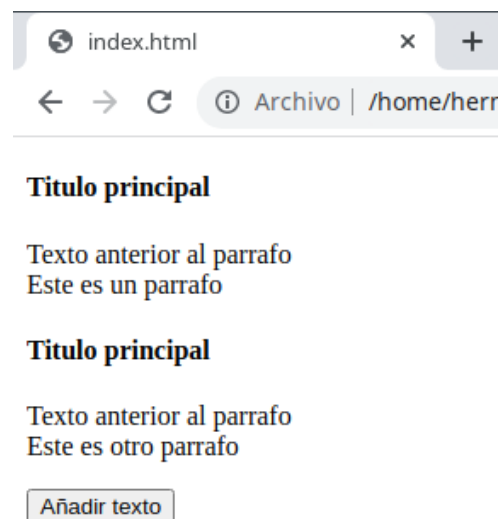 index.html
Archivo | /home/herr
Titulo principal
Texto anterior al parrafo
Este es un parrafo
Titulo principal
Texto anterior al parrafo
Este es otro parrafo
Añadir texto